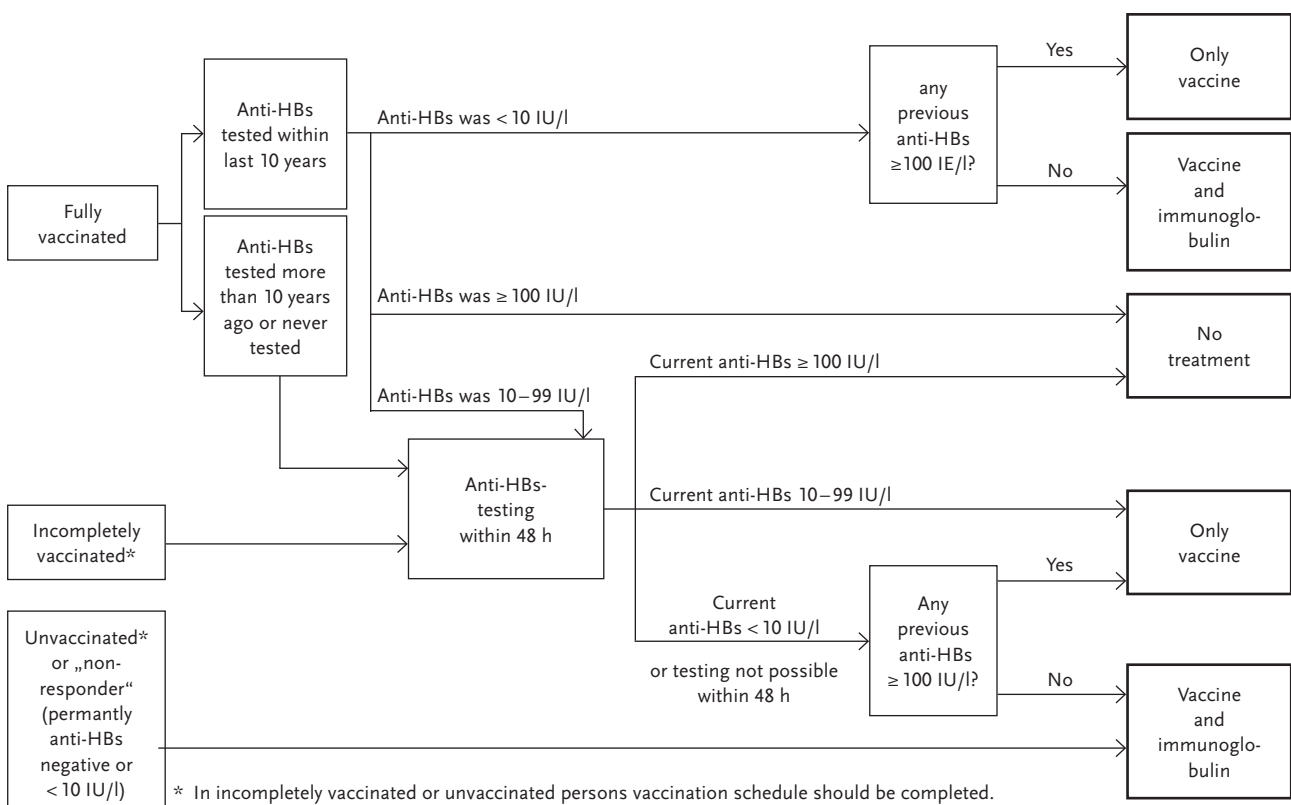 Fully
vaccinated
Anti-HBs
tested within
last 10 years
Anti-HBs
tested more
than 10 years
ago or never
tested
Anti-HBs was < 10 IU/l
any
previous
anti-HBs
≥100 IE/l?
Yes
Only
vaccine
No
Vaccine
and
immunoglo-
bulin
Anti-HBs was ≥ 100 IU/l
No
treatment
Anti-HBs was 10–99 IU/l
Current anti-HBs ≥ 100 IU/l
Incompletely
vaccinated*
Anti-HBs-
testing
within 48 h
Current anti-HBs 10–99 IU/l
Only
vaccine
Current
anti-HBs < 10 IU/l
or testing not possible
within 48 h
Any
previous
anti-HBs
≥ 100 IU/l?
Yes
No
Vaccine
and
immunoglo-
bulin
Unvaccinated*
or „non-
responder“
(permantly
anti-HBs
negative or
< 10 IU/l)
* In incompletely vaccinated or unvaccinated persons vaccination schedule should be completed.